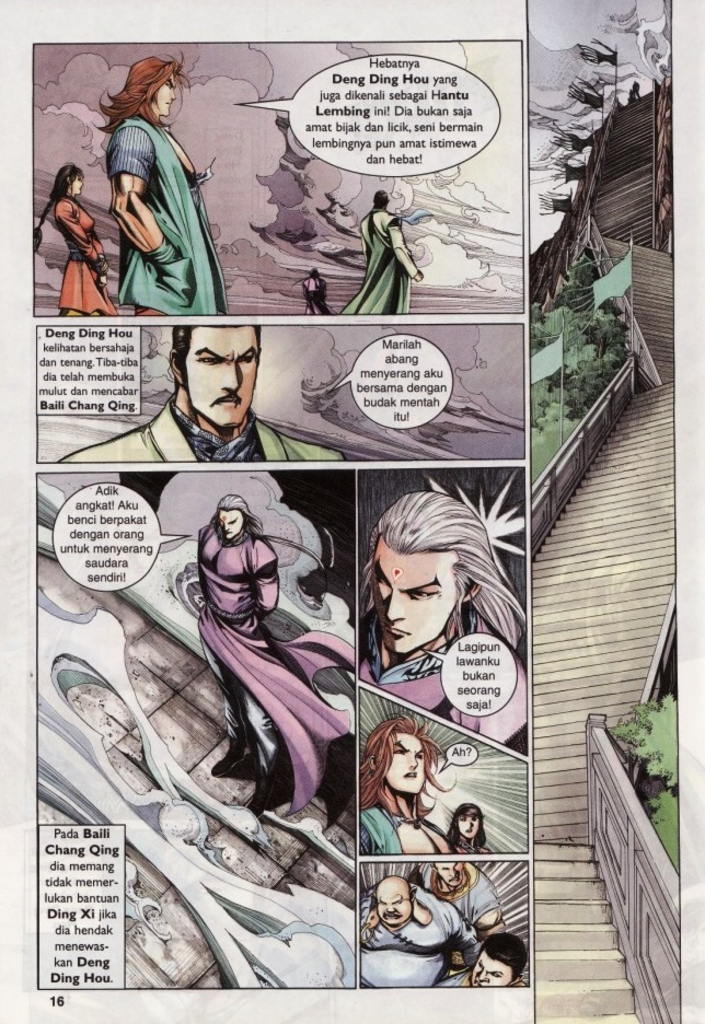 Hebatnya
Deng Ding Hou yang
juga dikenali sebagai Hantu
Lembing ini! Dia bukan saja
amat bijak dan licik, seni bermain
lembingnya pun amat istimewa
dan hebat!
Deng Ding Hou
kelihatan bersahaja
dan tenang. Tiba-tiba
dia telah membuka
mulut dan mencabar
Baili Chang Qing.
Marilah
abang
menyerang aku
bersama dengan
budak mentah
itu!
Adik
angkat! Aku
benci berpakat
dengan orang
untuk menyerang
saudara
sendiri!
Lagipun
lawanku
bukan
seorang
saja!
Ah?
Pada Baili
Chang Qing
dia memang
tidak memer-
lukan bantuan
Ding Xi jika
dia hendak
menewas-
kan Deng
Ding Hou.
16